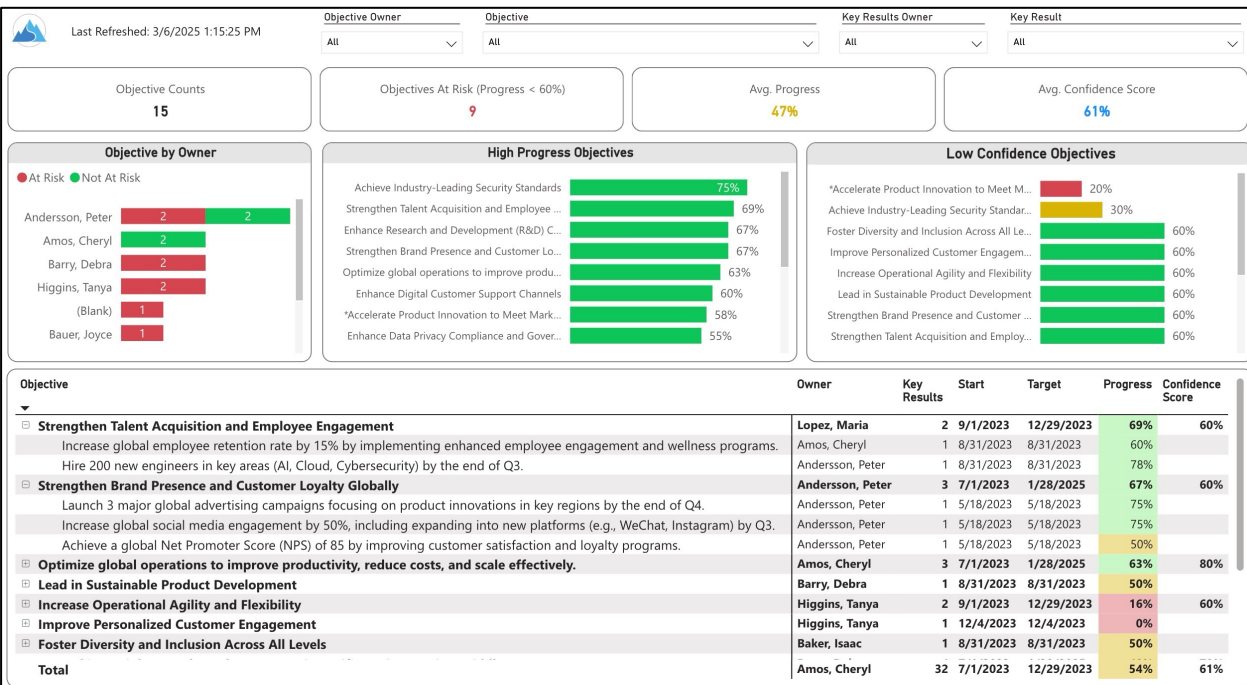 Last Refreshed: 3/6/2025 1:15:25 PM
Objective Owner
All
Objective
All
Key Results Owner
All
Key Result
All
Objective Counts
15
Objectives At Risk (Progress < 60%)
9
Avg. Progress
47%
Avg. Confidence Score
61%
Objective by Owner
At Risk Not At Risk
Andersson, Peter 2 2
Amos, Cheryl 2
Barry, Debra 2
Higgins, Tanya 2
(Blank) 1
Bauer, Joyce 1
High Progress Objectives
Achieve Industry-Leading Security Standards 75%
Strengthen Talent Acquisition and Employee ... 69%
Enhance Research and Development (R&D) C... 67%
Strengthen Brand Presence and Customer Lo... 67%
Optimize global operations to improve produ... 63%
Enhance Digital Customer Support Channels 60%
*Accelerate Product Innovation to Meet Mark... 58%
Enhance Data Privacy Compliance and Gover... 55%
Low Confidence Objectives
*Accelerate Product Innovation to Meet M... 20%
Achieve Industry-Leading Security Standar... 30%
Foster Diversity and Inclusion Across All Le... 60%
Improve Personalized Customer Engagem... 60%
Increase Operational Agility and Flexibility 60%
Lead in Sustainable Product Development 60%
Strengthen Brand Presence and Customer ... 60%
Strengthen Talent Acquisition and Employ... 60%
Objective Owner Key Results Start Target Progress Confidence Score
Strengthen Talent Acquisition and Employee Engagement Lopez, Maria 2 9/1/2023 12/29/2023 69% 60%
Increase global employee retention rate by 15% by implementing enhanced employee engagement and wellness programs. Amos, Cheryl 1 8/31/2023 8/31/2023 60%
Hire 200 new engineers in key areas (AI, Cloud, Cybersecurity) by the end of Q3. Andersson, Peter 1 8/31/2023 8/31/2023 78%
Strengthen Brand Presence and Customer Loyalty Globally Andersson, Peter 3 7/1/2023 1/28/2025 67% 60%
Launch 3 major global advertising campaigns focusing on product innovations in key regions by the end of Q4. Andersson, Peter 1 5/18/2023 5/18/2023 75%
Increase global social media engagement by 50%, including expanding into new platforms (e.g., WeChat, Instagram) by Q3. Andersson, Peter 1 5/18/2023 5/18/2023 75%
Achieve a global Net Promoter Score (NPS) of 85 by improving customer satisfaction and loyalty programs. Andersson, Peter 1 5/18/2023 5/18/2023 50%
Optimize global operations to improve productivity, reduce costs, and scale effectively. Amos, Cheryl 3 7/1/2023 1/28/2025 63% 80%
Lead in Sustainable Product Development Barry, Debra 1 8/31/2023 8/31/2023 50%
Increase Operational Agility and Flexibility Higgins, Tanya 2 9/1/2023 12/29/2023 16% 60%
Improve Personalized Customer Engagement Higgins, Tanya 1 12/4/2023 12/4/2023 0%
Foster Diversity and Inclusion Across All Levels Baker, Isaac 1 8/31/2023 8/31/2023 50%
Total Amos, Cheryl 32 7/1/2023 12/29/2023 54% 61%